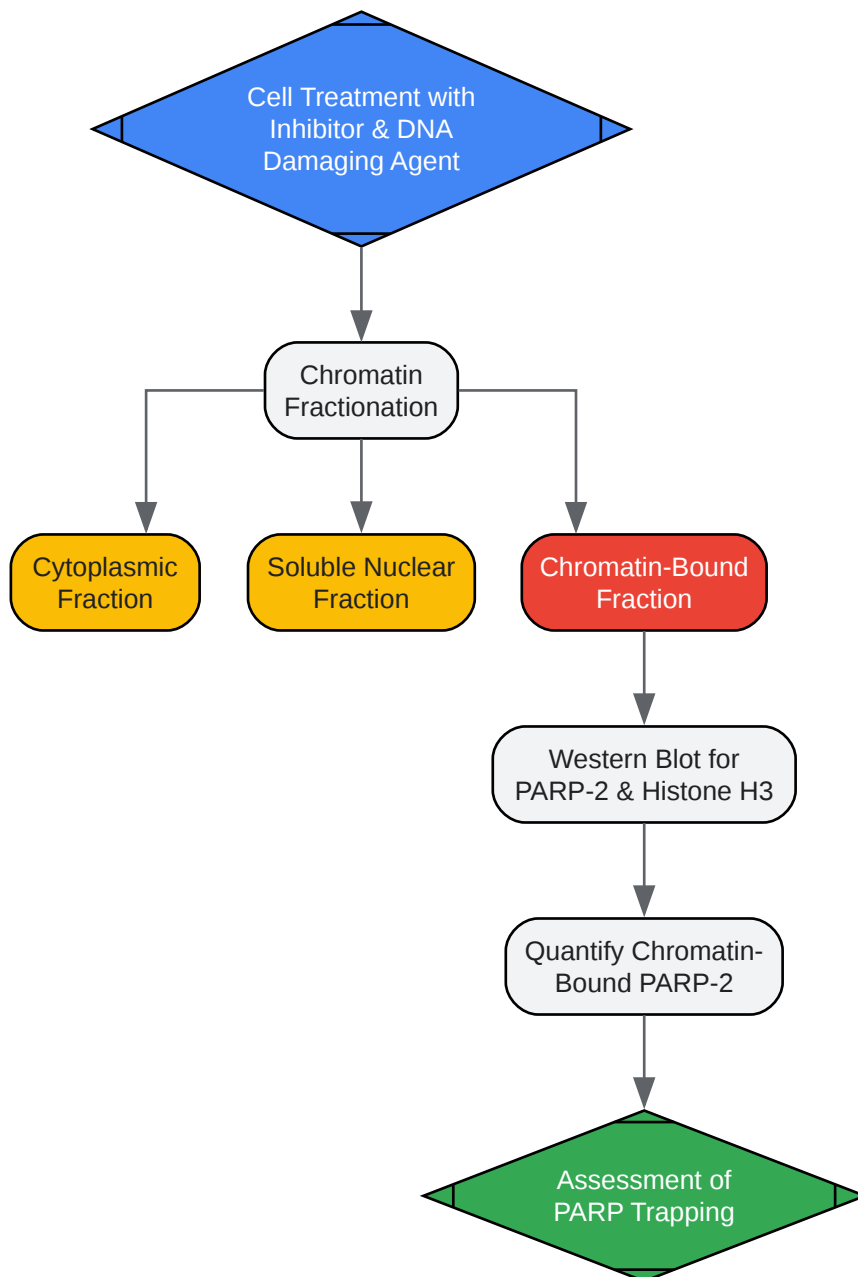 Cell Treatment with
Inhibitor & DNA
Damaging Agent
Chromatin
Fractionation
Cytoplasmic
Fraction
Soluble Nuclear
Fraction
Chromatin-Bound
Fraction
Western Blot for
PARP-2 & Histone H3
Quantify Chromatin-
Bound PARP-2
Assessment of
PARP Trapping